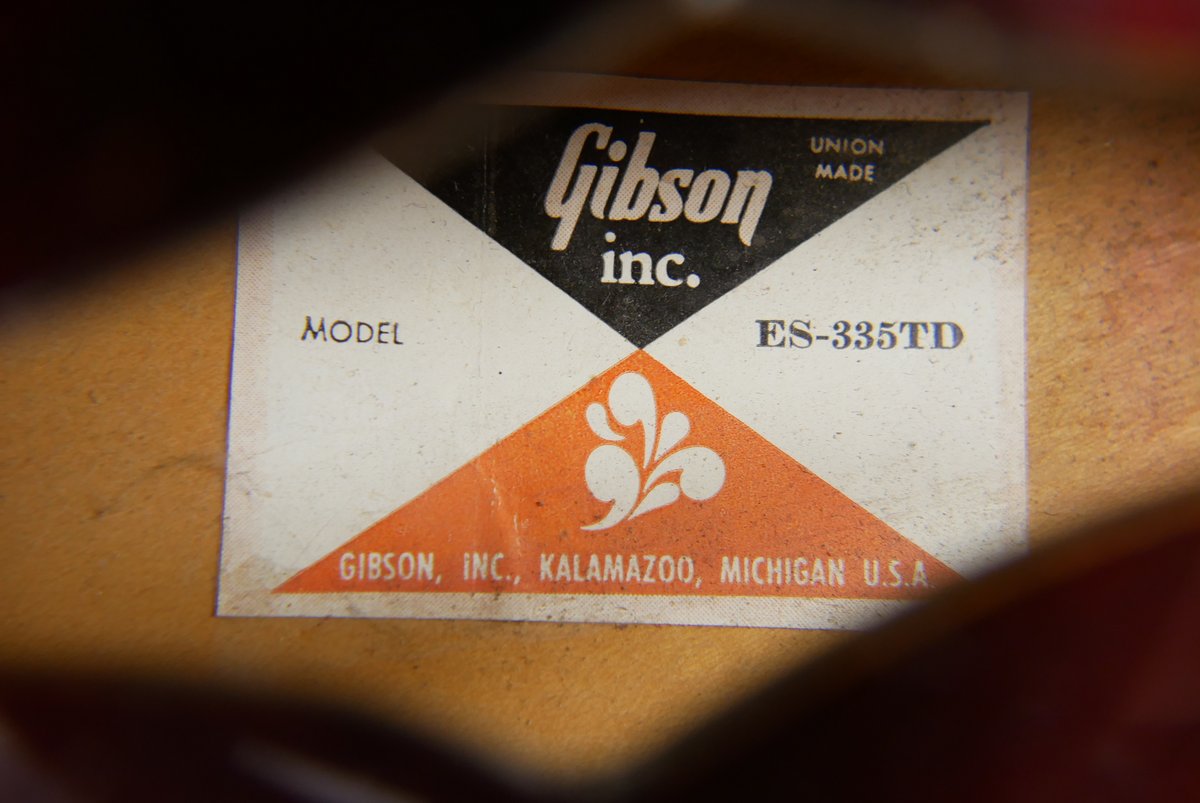 Gibson
inc.
UNION
MADE
MODEL ES-335TD
GIBSON, INC., KALAMAZOO, MICHIGAN U.S.A.